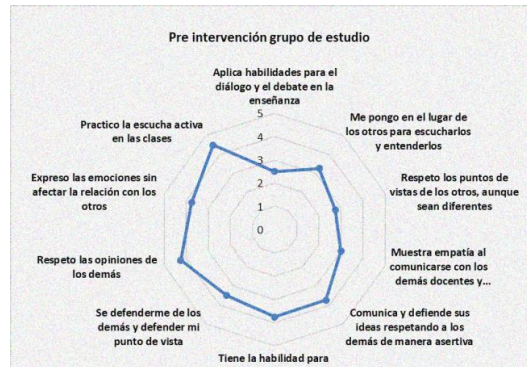 Pre intervención grupo de estudio
Aplica habilidades para el
diálogo y el debate en la
enseñanza
Me pongo en el lugar de
los otros para escucharlos
y entenderlos
Respeto los puntos de
vistas de los otros, aunque
sean diferentes
Muestra empatía al
comunicarse con los
demás docentes y...
Comunica y defiende sus
ideas respetando a los
demás de manera asertiva
Tiene la habilidad para
Se defenderme de los
demás y defender mi
punto de vista
Respeto las opiniones de
los demás
Expreso las emociones sin
afectar la relación con los
otros
Practico la escucha activa
en las clases
5
4
3
2
1
0